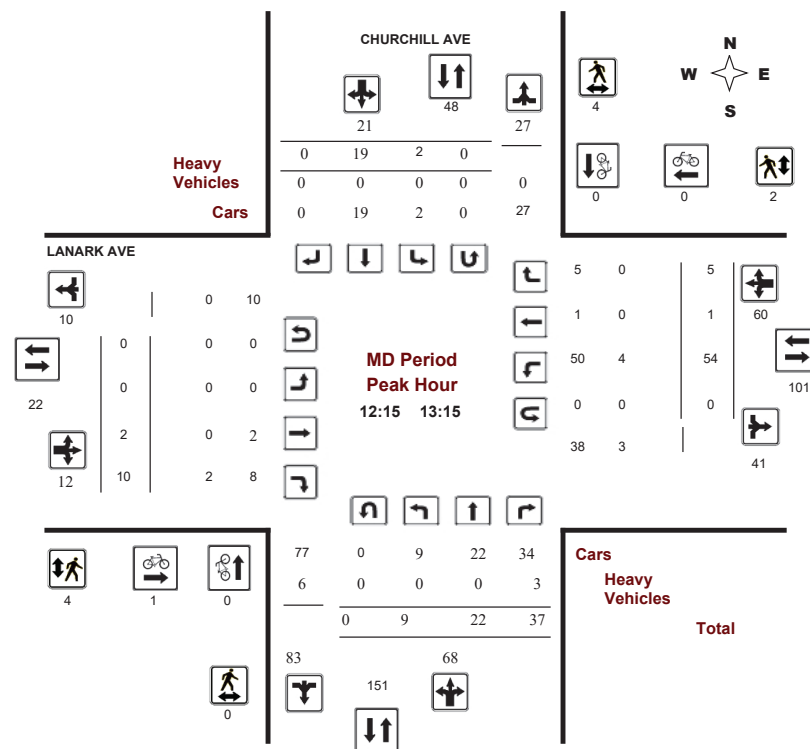 CHURCHILL AVE
N
W E
S
48
4
21 27
0 19 2 0
Heavy
Vehicles
0 0 0 0 0
Cars 0 19 2 0 27
0 0 2
LANARK AVE
10
0 10
5 0 5
60
1 0 1
0 0 0
MD Period
Peak Hour
12:15 13:15
50 4 54
101
0 0 0
22
0 0 0
2 0 2
38 3
41
12
10 2 8
77 0 9 22 34 Cars
6 0 0 0 3 Heavy
Vehicles
4 1 0
0 9 22 37
Total
83 68
151
0